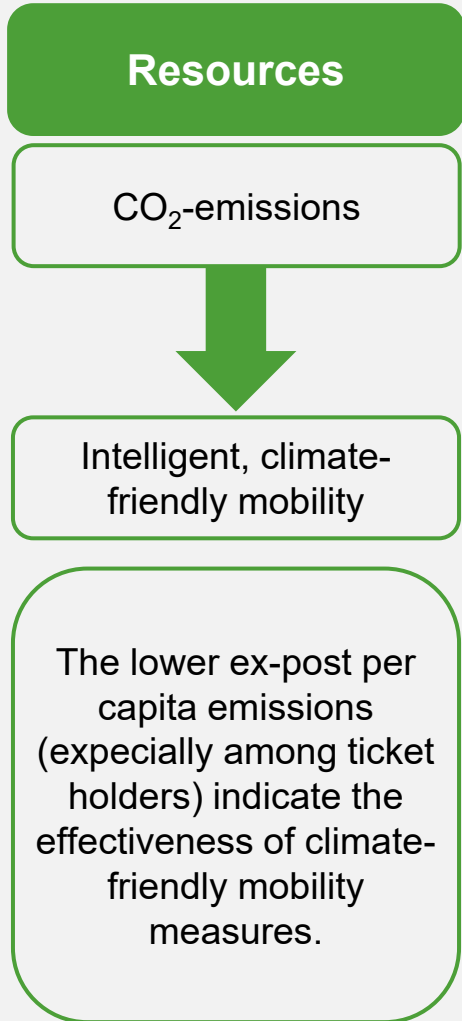 Resources
CO₂-emissions
Intelligent, climate-
friendly mobility
The lower ex-post per
capita emissions
(expecially among ticket
holders) indicate the
effectiveness of climate-
friendly mobility
measures.